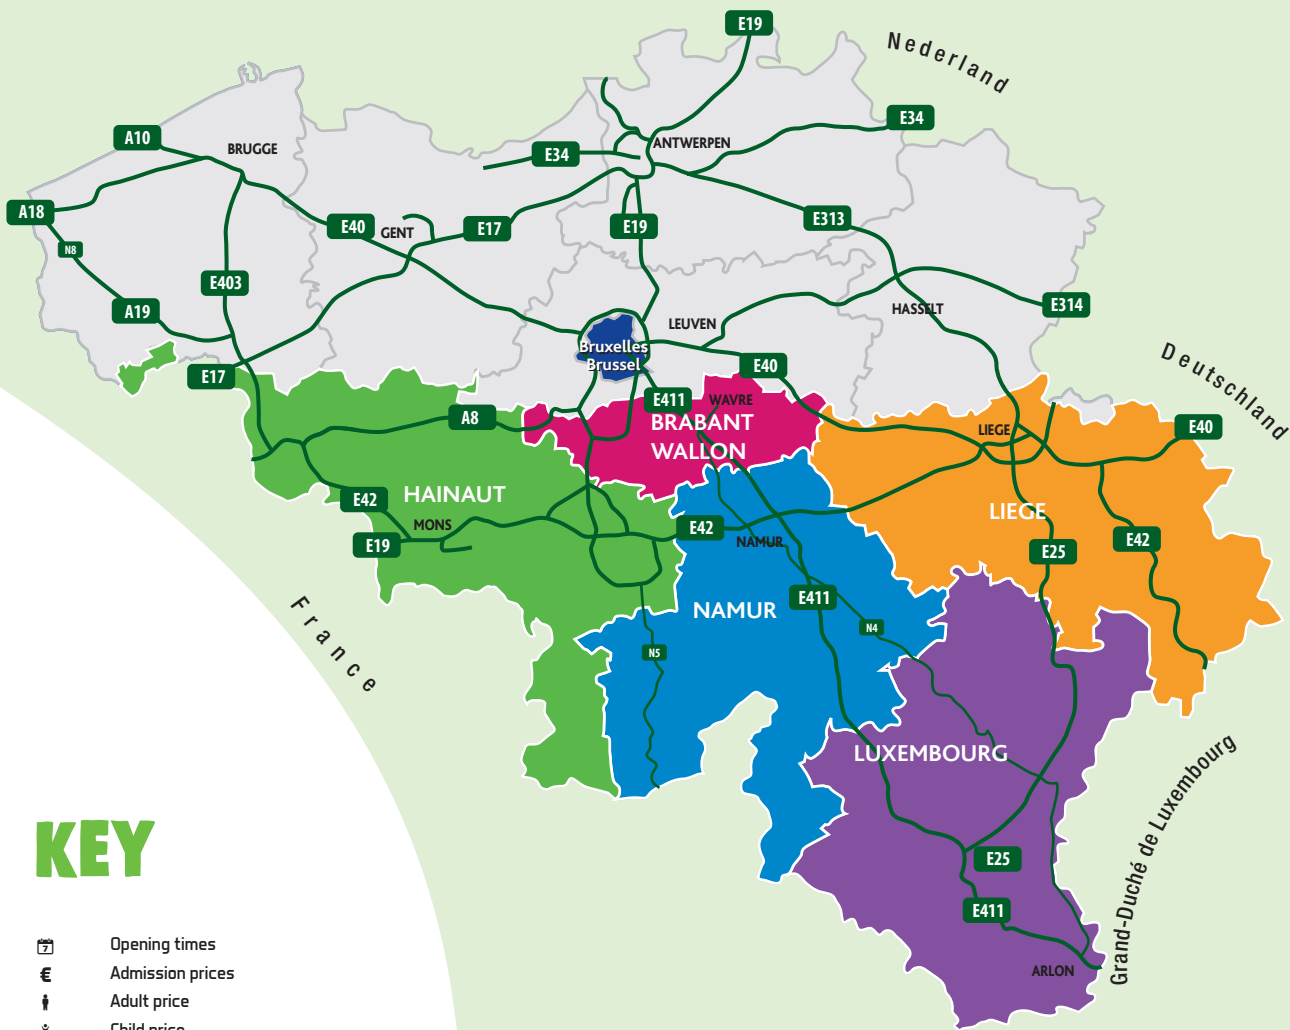 E19
Nederland
A10
E34
BRUGGE
ANTWERPEN
E34
A18
E40
GENT
E17
E19
E313
N8
E403
A19
HASSELT
E314
LEUVEN
Bruxelles
Brussel
Deutschland
E17
E40
E411
WAVRE
A8
BRABANT
WALLON
LIEGE
E40
HAINAUT
E42
MONS
E19
E42
NAMUR
LIEGE
E25
E42
NAMUR
E411
N4
France
N5
LUXEMBOURG
Grand-Duché de Luxembourg
E25
E411
ARLON
KEY
7
Opening times
€
Admission prices
Adult price
Child price